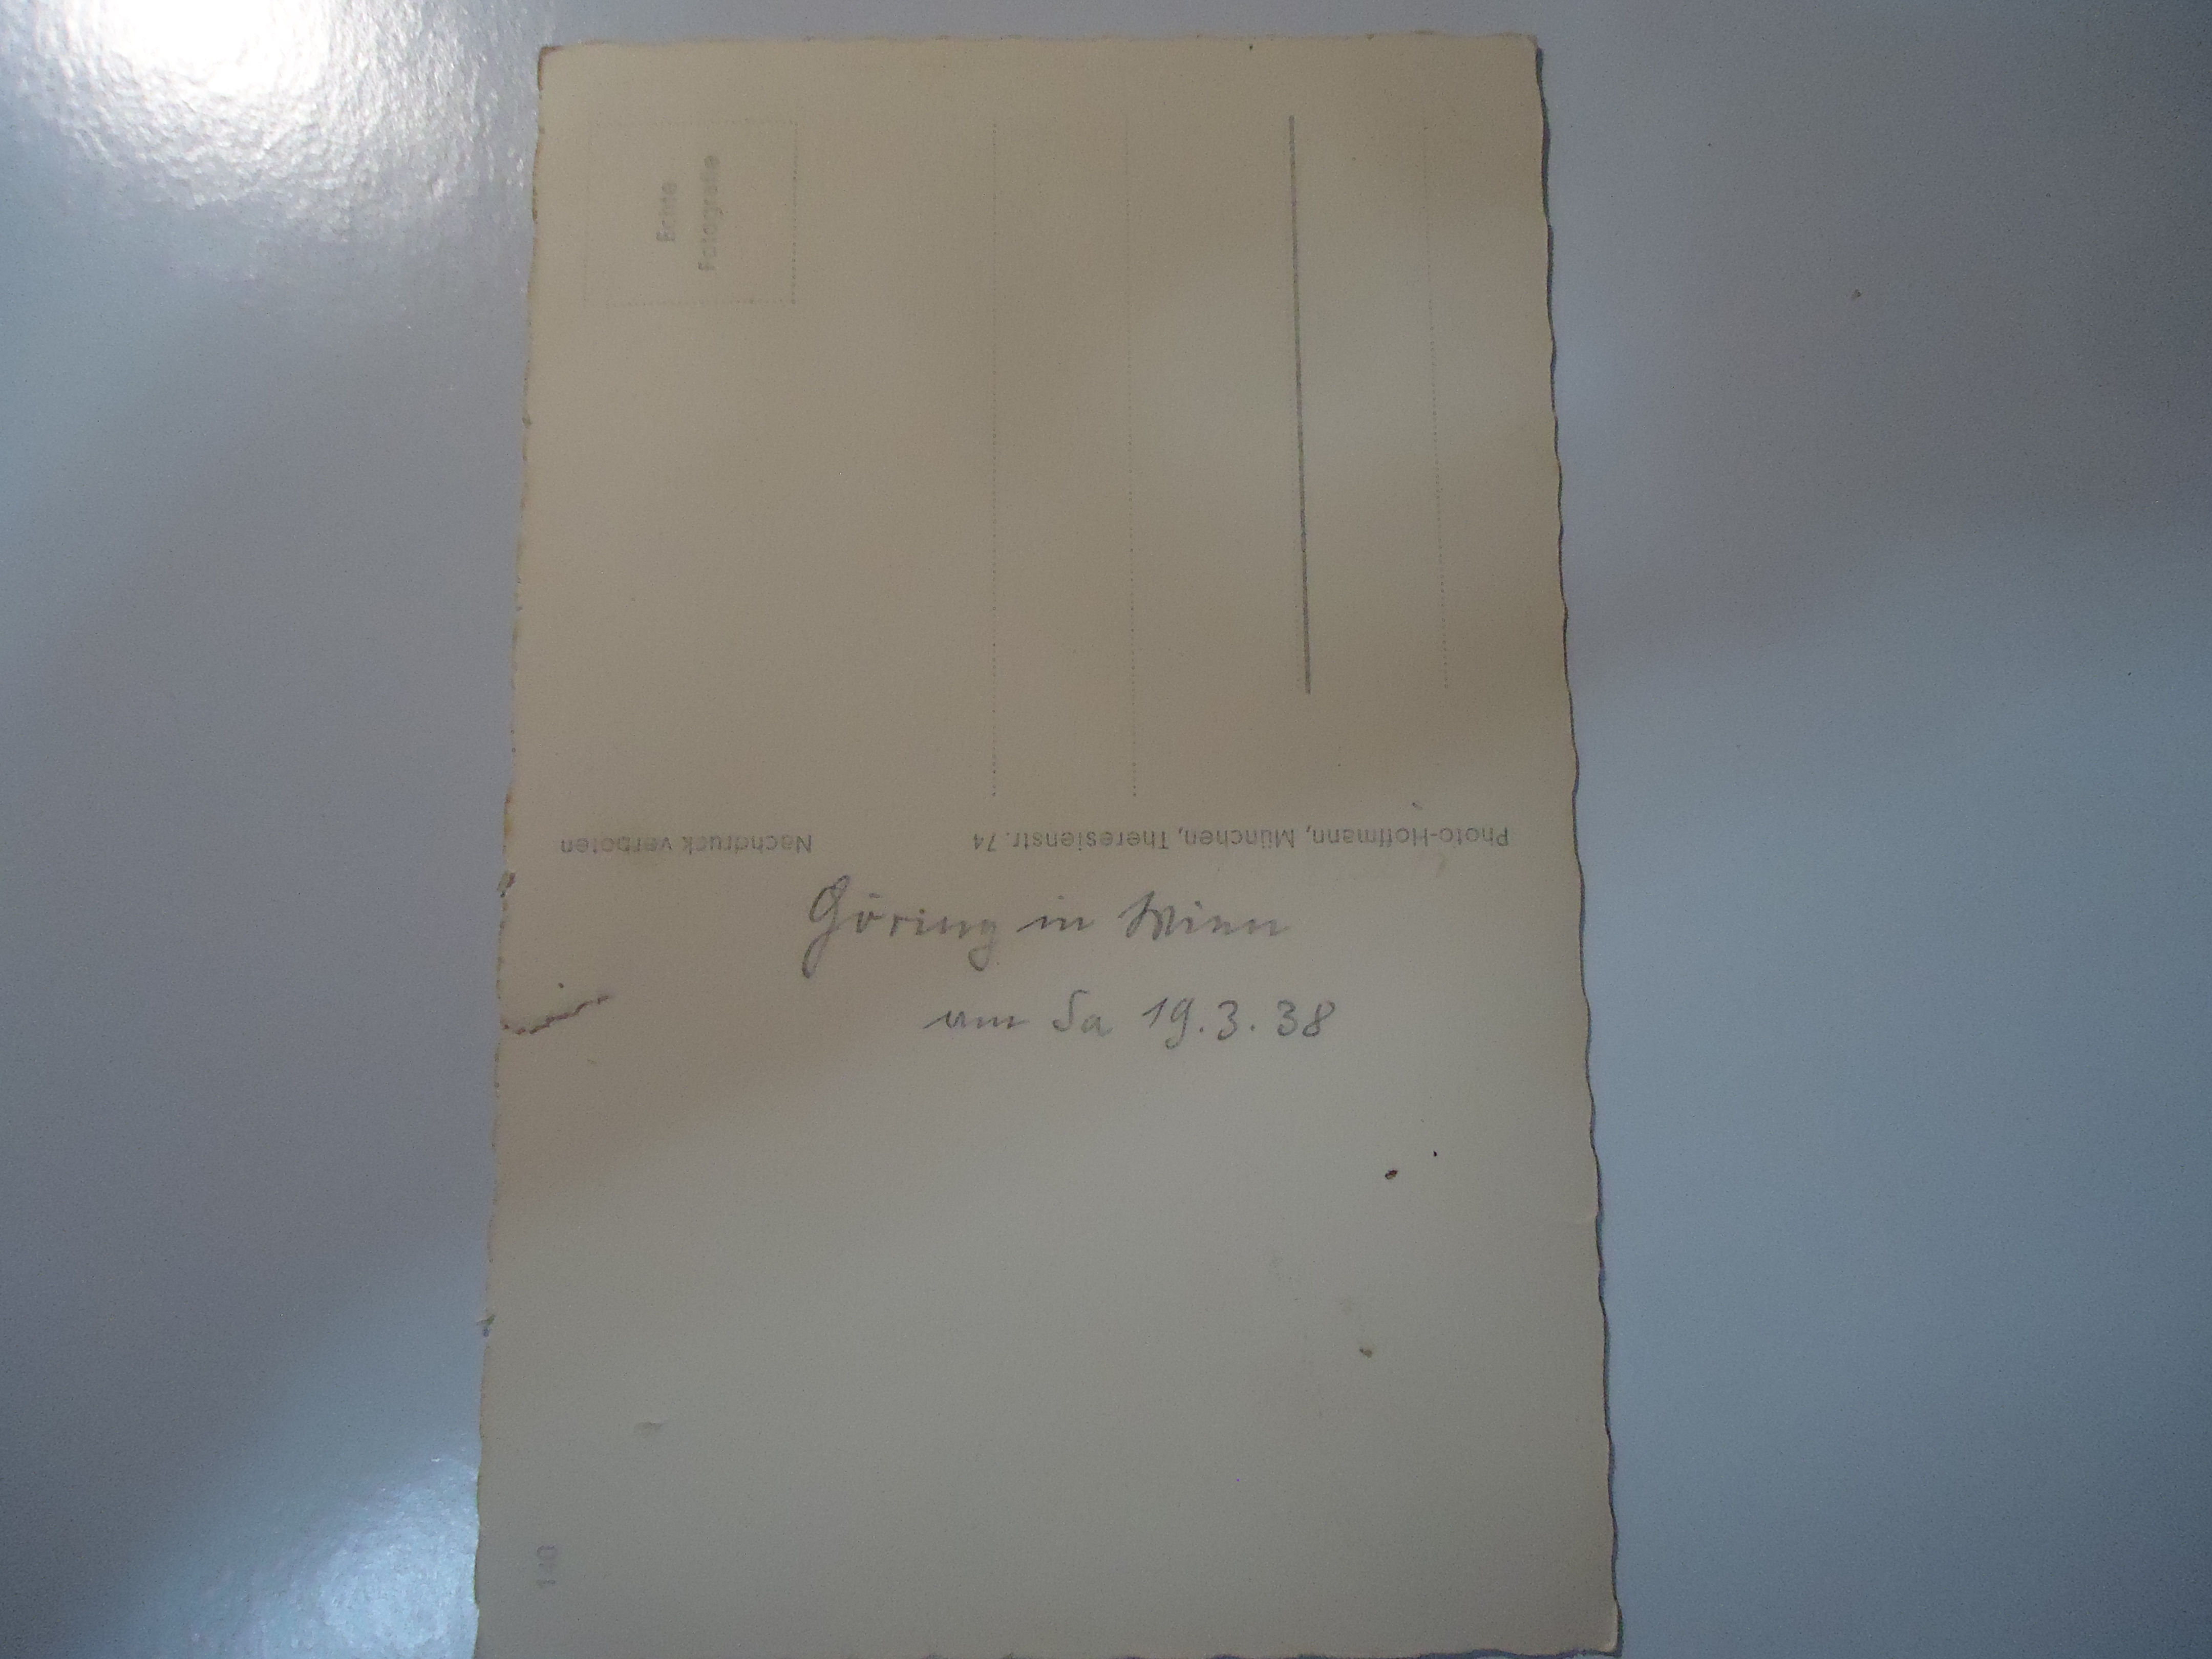 Echte
Fotografie
Nachdruck verboten
Photo-Hoffmann, München, Theresienstr. 74
Göring in Wien
am Sa 19.3.38